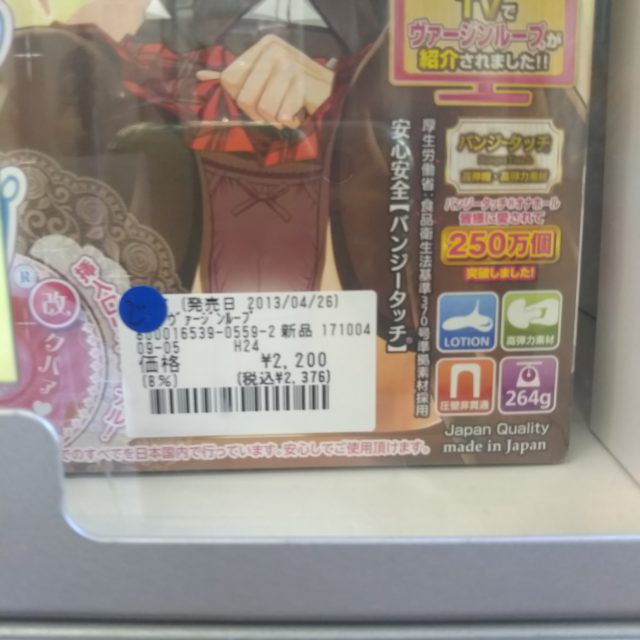 TVで
ヴァージンループが
紹介されました!!
バンジータッチ
高伸縮・高弾力素材
バンジータッチ®オナホール
皆様に愛されて
250万個
突破しました!
厚生労働省:食品衛生法基準370号準拠素材採用
安心安全【バンジータッチ】®
LOTION
高弾力素材
圧壁非貫通
264g
Japan Quality
made in Japan
R
改
クパァ♥
挿入口
(発売日 2013/04/26)
ヴァージンループ
800016539-0559-2 新品 171004
09-05 H24
価格 ¥2,200
(8%) (税込¥2,376)
でのすべてを日本国内で行っています。安心してご使用頂けます。